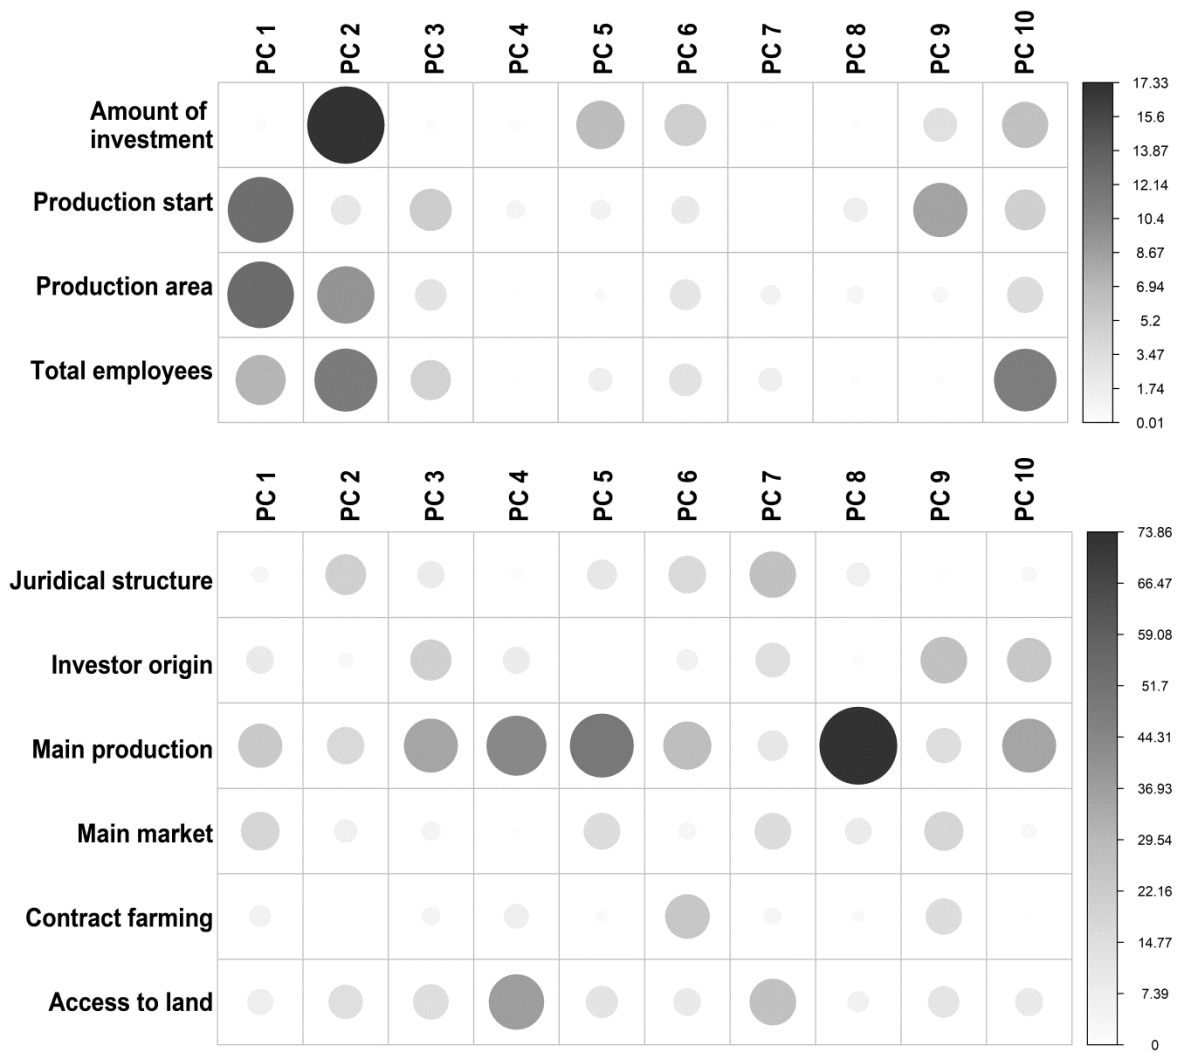 PC 1 PC 2 PC 3 PC 4 PC 5 PC 6 PC 7 PC 8 PC 9 PC 10
Amount of
investment
Production start
Production area
Total employees
17.33
15.6
13.87
12.14
10.4
8.67
6.94
5.2
3.47
1.74
0.01
PC 1 PC 2 PC 3 PC 4 PC 5 PC 6 PC 7 PC 8 PC 9 PC 10
Juridical structure
Investor origin
Main production
Main market
Contract farming
Access to land
73.86
66.47
59.08
51.7
44.31
36.93
29.54
22.16
14.77
7.39
0